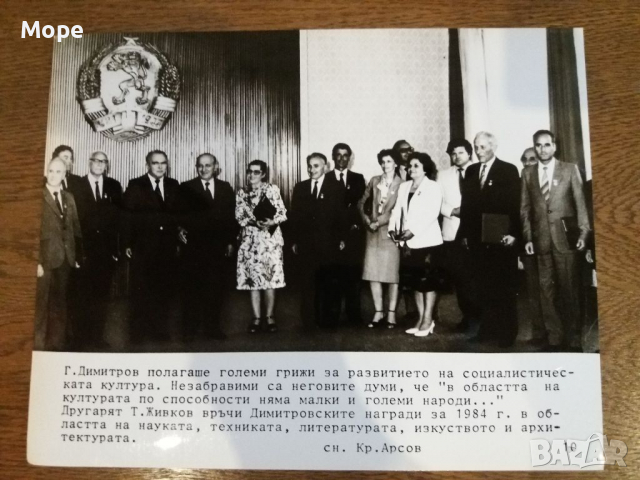 Море
Г.Димитров полагаше големи грижи за развитието на социалистичес-
ката култура. Незабравими са неговите думи, че "в областта на
културата по способности няма малки и големи народи..."
Другарят Т.Живков връчи Димитровските награди за 1984 г. в об-
ластта на науката, техниката, литературата, изкуството и архи-
тектурата.
сн. Кр.Арсов 10
BAZAR